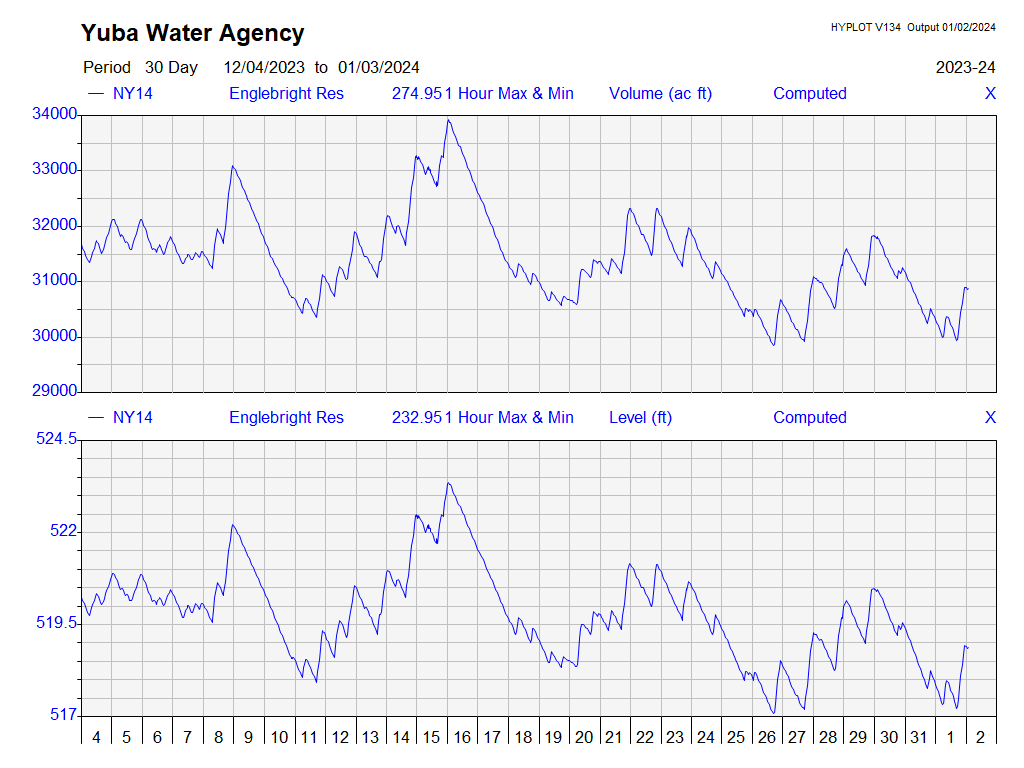 Yuba Water Agency
HYPLOT V134 Output 01/02/2024
Period 30 Day 12/04/2023 to 01/03/2024
2023-24
NY14 Englebright Res 274.951 Hour Max & Min Volume (ac ft) Computed X
34000
33000
32000
31000
30000
29000
NY14 Englebright Res 232.951 Hour Max & Min Level (ft) Computed X
524.5
522
519.5
517
4 5 6 7 8 9 10 11 12 13 14 15 16 17 18 19 20 21 22 23 24 25 26 27 28 29 30 31 1 2